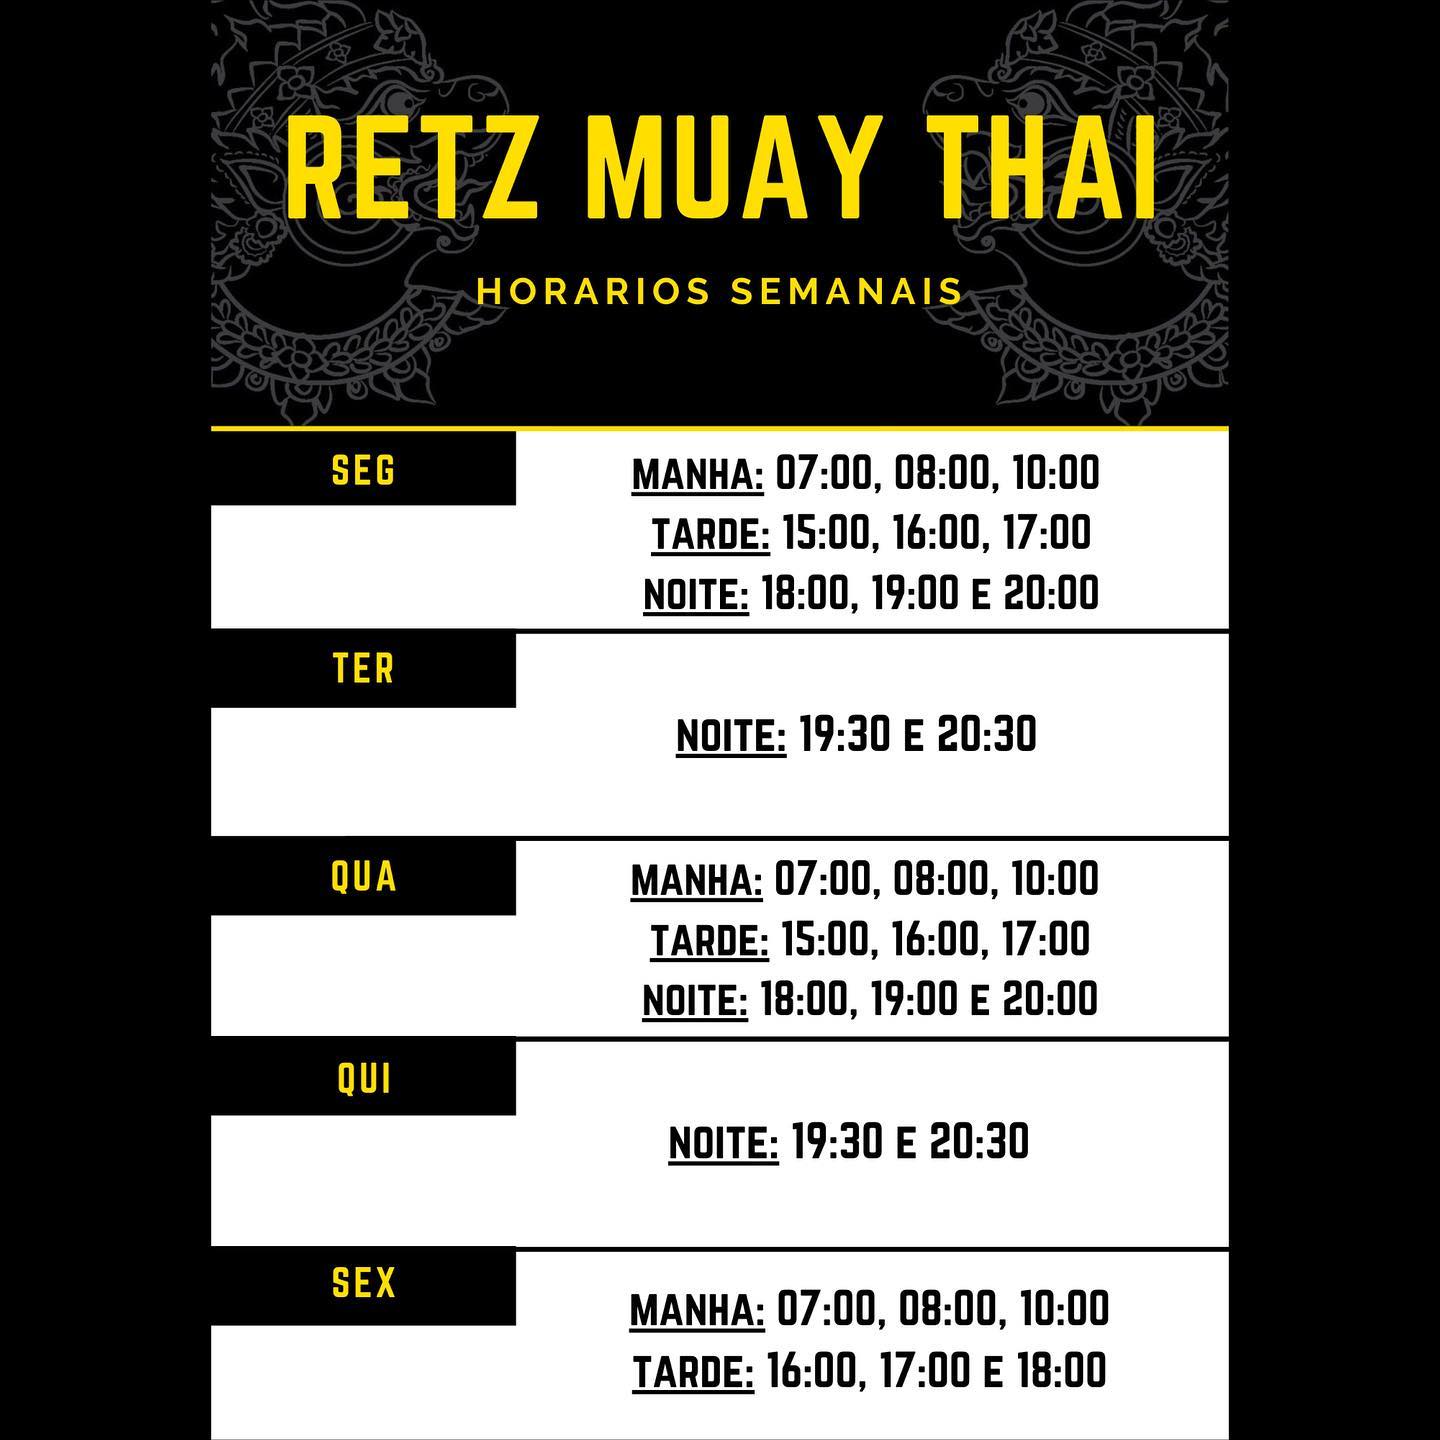 RETZ MUAY THAI
HORARIOS SEMANAIS
SEG
MANHA: 07:00, 08:00, 10:00
TARDE: 15:00, 16:00, 17:00
NOITE: 18:00, 19:00 E 20:00
TER
NOITE: 19:30 E 20:30
QUA
MANHA: 07:00, 08:00, 10:00
TARDE: 15:00, 16:00, 17:00
NOITE: 18:00, 19:00 E 20:00
QUI
NOITE: 19:30 E 20:30
SEX
MANHA: 07:00, 08:00, 10:00
TARDE: 16:00, 17:00 E 18:00